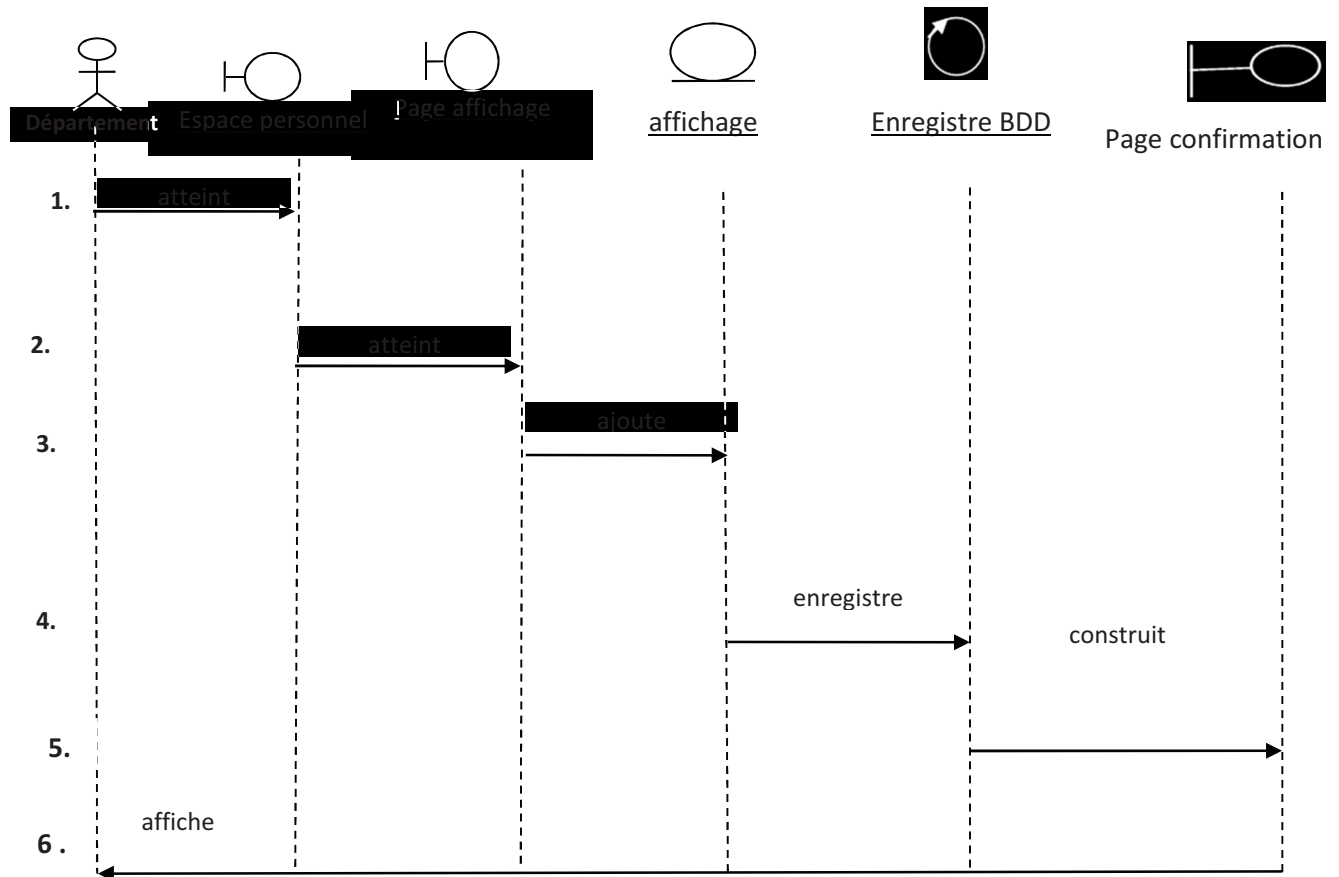 Département
Espace personnel
Page affichage
affichage
Enregistre BDD
Page confirmation
1.
atteint
2.
atteint
3.
ajoute
4.
enregistre
construit
5.
affiche
6 .